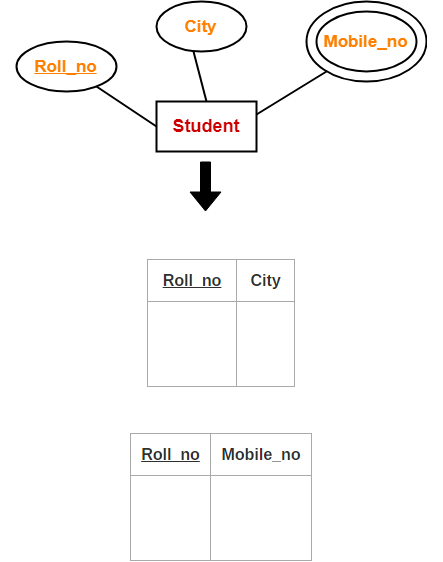 City
Roll_no
Mobile_no
Student
Roll_no City
Roll_no Mobile_no